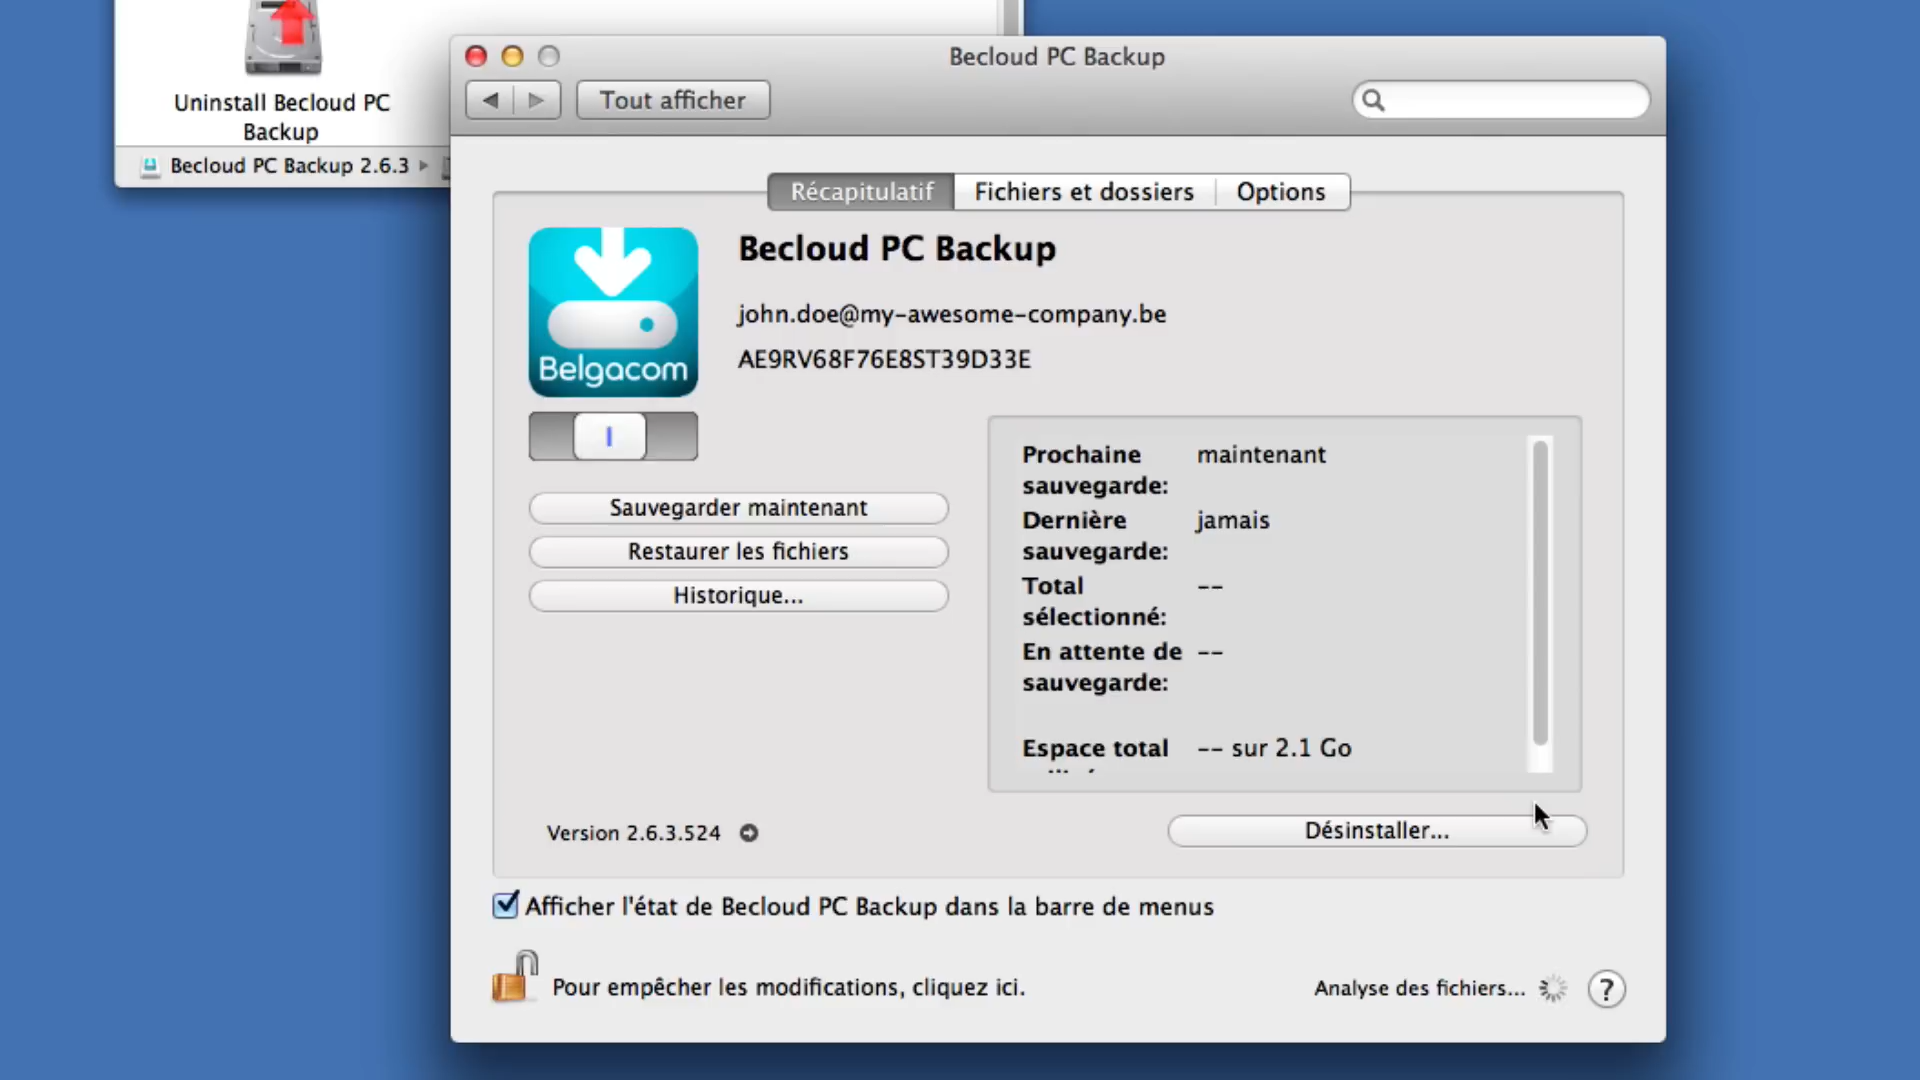 Uninstall Becloud PC
Backup
Becloud PC Backup 2.6.3
Becloud PC Backup
Tout afficher
Récapitulatif
Fichiers et dossiers
Options
Belgacom
Becloud PC Backup
john.doe@my-awesome-company.be
AE9RV68F76E8ST39D33E
Sauvegarder maintenant
Restaurer les fichiers
Historique...
Prochaine maintenant
sauvegarde:
Dernière jamais
sauvegarde:
Total --
sélectionné:
En attente de --
sauvegarde:
Espace total -- sur 2.1 Go
Version 2.6.3.524
Désinstaller...
Afficher l'état de Becloud PC Backup dans la barre de menus
Pour empêcher les modifications, cliquez ici.
Analyse des fichiers...
?